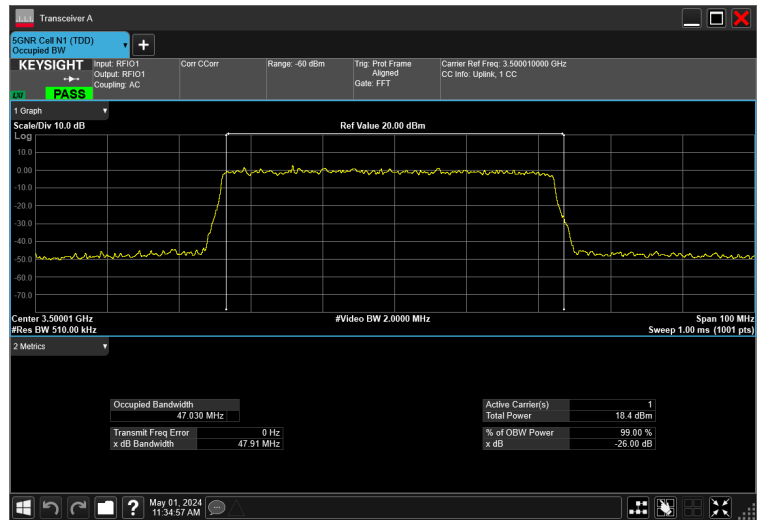 Transceiver A
5GNR Cell N1 (TDD)
Occupied BW
KEYSIGHT
LXI
PASS
Input: RFIO1
Output: RFIO1
Coupling: AC
Corr CCorr
Range: -60 dBm
Trig: Prot Frame
Aligned
Gate: FFT
Carrier Ref Freq: 3.500010000 GHz
CC Info: Uplink, 1 CC
1 Graph
Scale/Div 10.0 dB
Ref Value 20.00 dBm
Log
10.0
0.00
-10.0
-20.0
-30.0
-40.0
-50.0
-60.0
-70.0
Center 3.50001 GHz
#Video BW 2.0000 MHz
Span 100 MHz
#Res BW 510.00 kHz
Sweep 1.00 ms (1001 pts)
2 Metrics
Occupied Bandwidth
47.030 MHz
Transmit Freq Error 0 Hz
x dB Bandwidth 47.91 MHz
Active Carrier(s) 1
Total Power 18.4 dBm
% of OBW Power 99.00 %
x dB -26.00 dB
?
May 01, 2024
11:34:57 AM